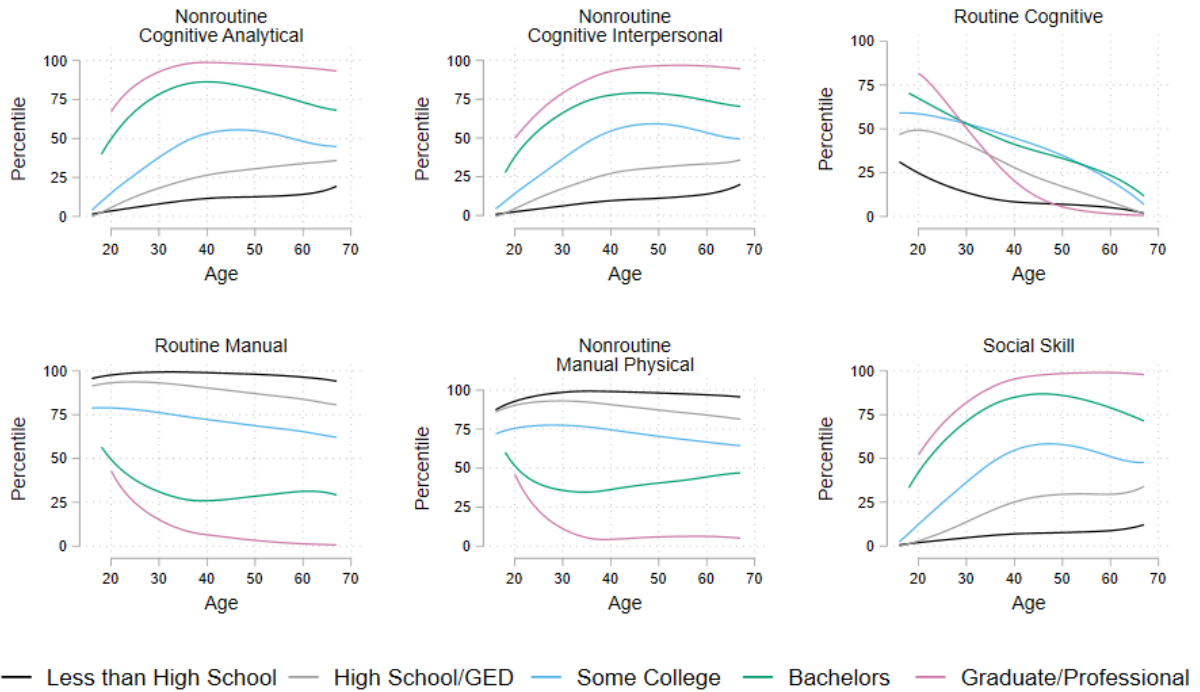 Nonroutine
Cognitive Analytical
100
75
50
25
0
Percentile
20 30 40 50 60 70
Age
Nonroutine
Cognitive Interpersonal
100
75
50
25
0
Percentile
20 30 40 50 60 70
Age
Routine Cognitive
100
75
50
25
0
Percentile
20 30 40 50 60 70
Age
Routine Manual
100
75
50
25
0
Percentile
20 30 40 50 60 70
Age
Nonroutine
Manual Physical
100
75
50
25
0
Percentile
20 30 40 50 60 70
Age
Social Skill
100
75
50
25
0
Percentile
20 30 40 50 60 70
Age
Less than High School High School/GED Some College Bachelors Graduate/Professional